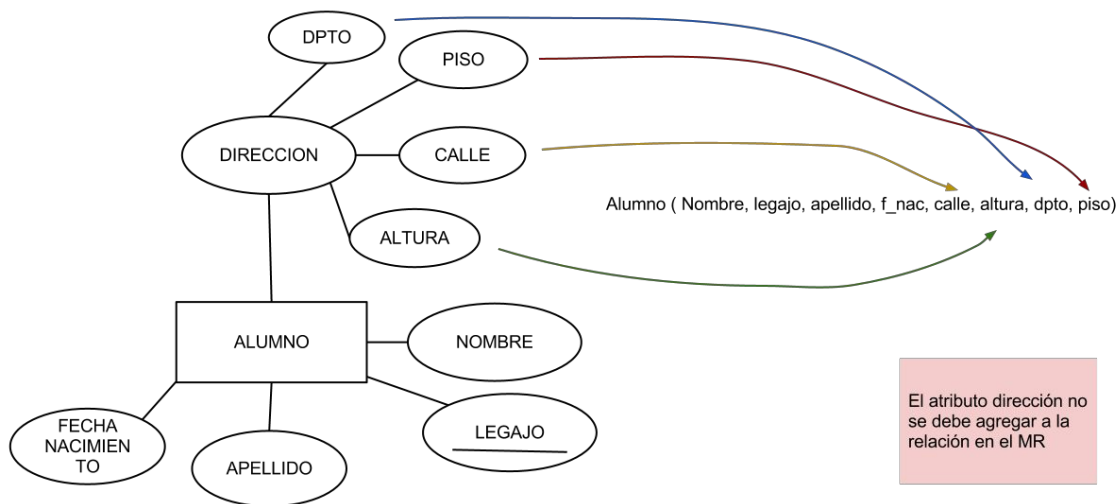 DPTO
PISO
DIRECCION
CALLE
Alumno ( Nombre, legajo, apellido, f_nac, calle, altura, dpto, piso)
ALTURA
ALUMNO
NOMBRE
El atributo dirección no
se debe agregar a la
relación en el MR
FECHA
NACIMIEN
TO
LEGAJO
APELLIDO